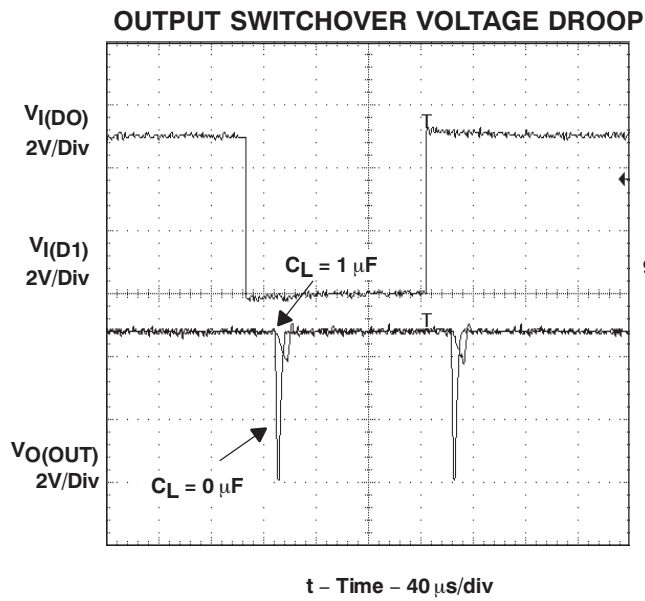 OUTPUT SWITCHOVER VOLTAGE DROOP
VI(DO)
2V/Div
T
VI(D1)
2V/Div
CL = 1 μF
T
VO(OUT)
2V/Div
CL = 0 μF
t – Time – 40 μs/div